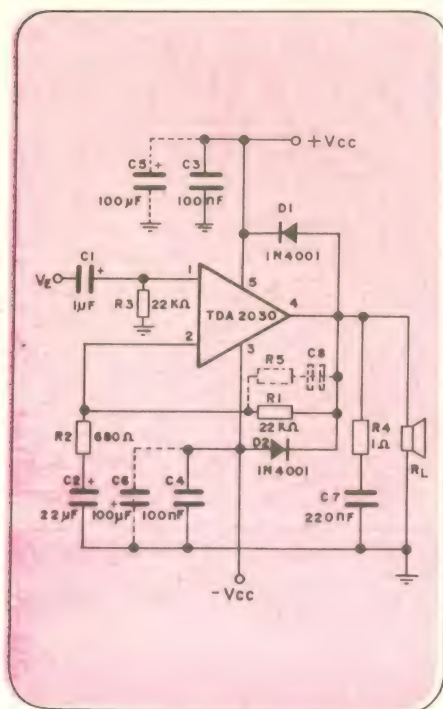 +Vcc
C5 +
100µF
C3
100nF
D1
1N4001
VE
C1
+
1µF
R3
22KΩ
1
2
5
4
3
TDA 2030
R5
C8
R1
22KΩ
D2
1N4001
R2
680Ω
C2 +
22µF
C6
+
100µF
C4
100nF
R4
1Ω
C7
220nF
RL
-Vcc